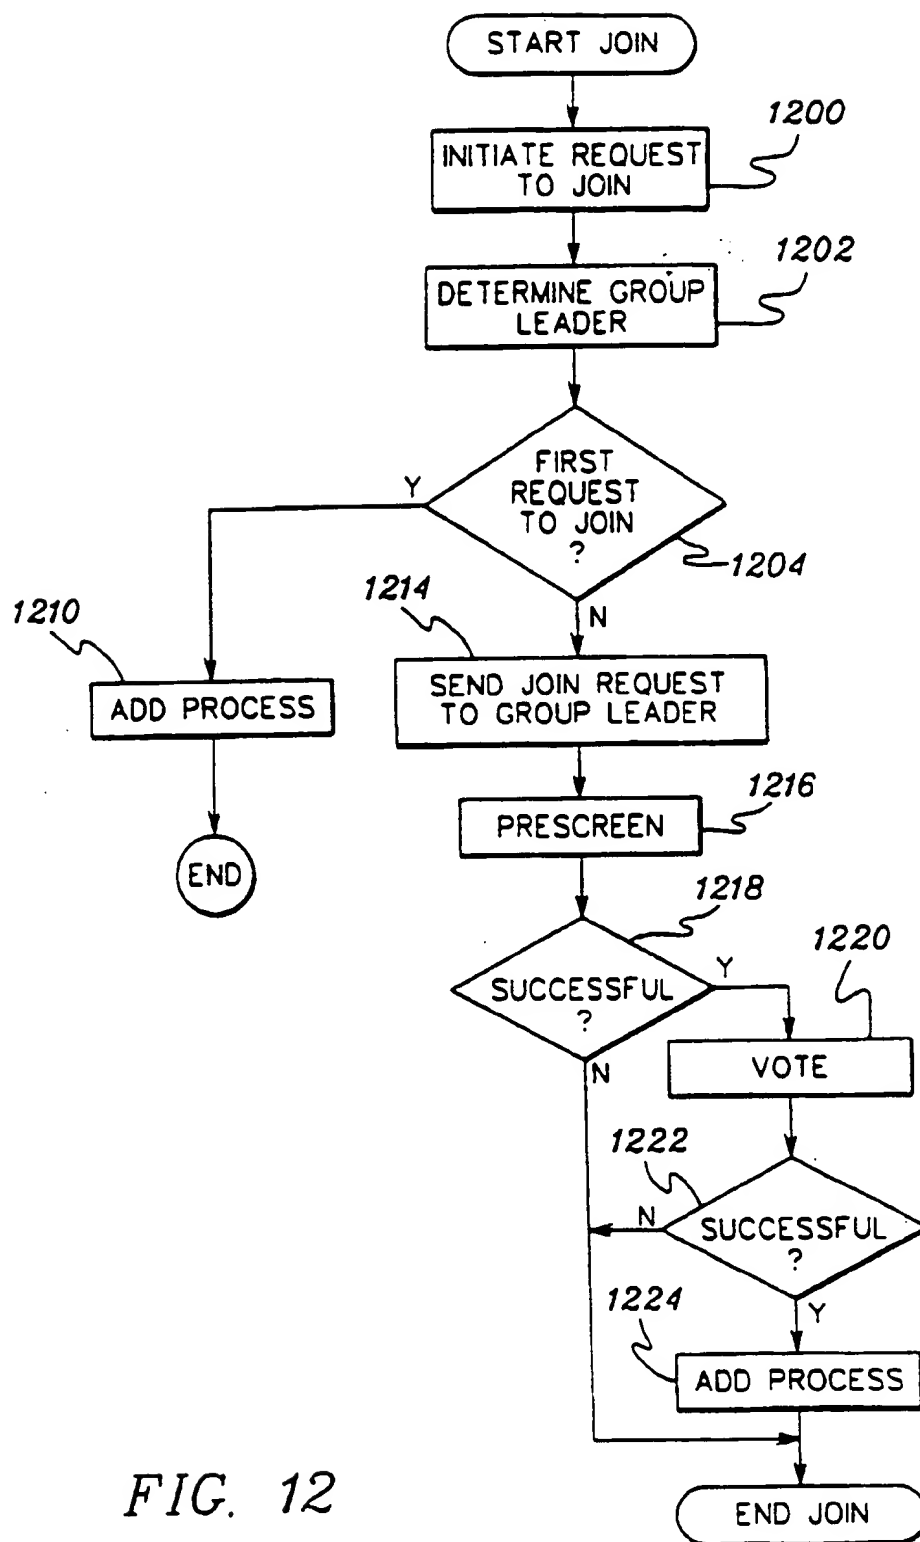 START JOIN
1200
INITIATE REQUEST
TO JOIN
1202
DETERMINE GROUP
LEADER
FIRST
REQUEST
TO JOIN
?
Y
1204
N
1210
1214
ADD PROCESS
SEND JOIN REQUEST
TO GROUP LEADER
1216
PRESCREEN
END
1218
SUCCESSFUL
?
Y
N
1220
VOTE
1222
SUCCESSFUL
?
N
Y
1224
ADD PROCESS
END JOIN
FIG. 12